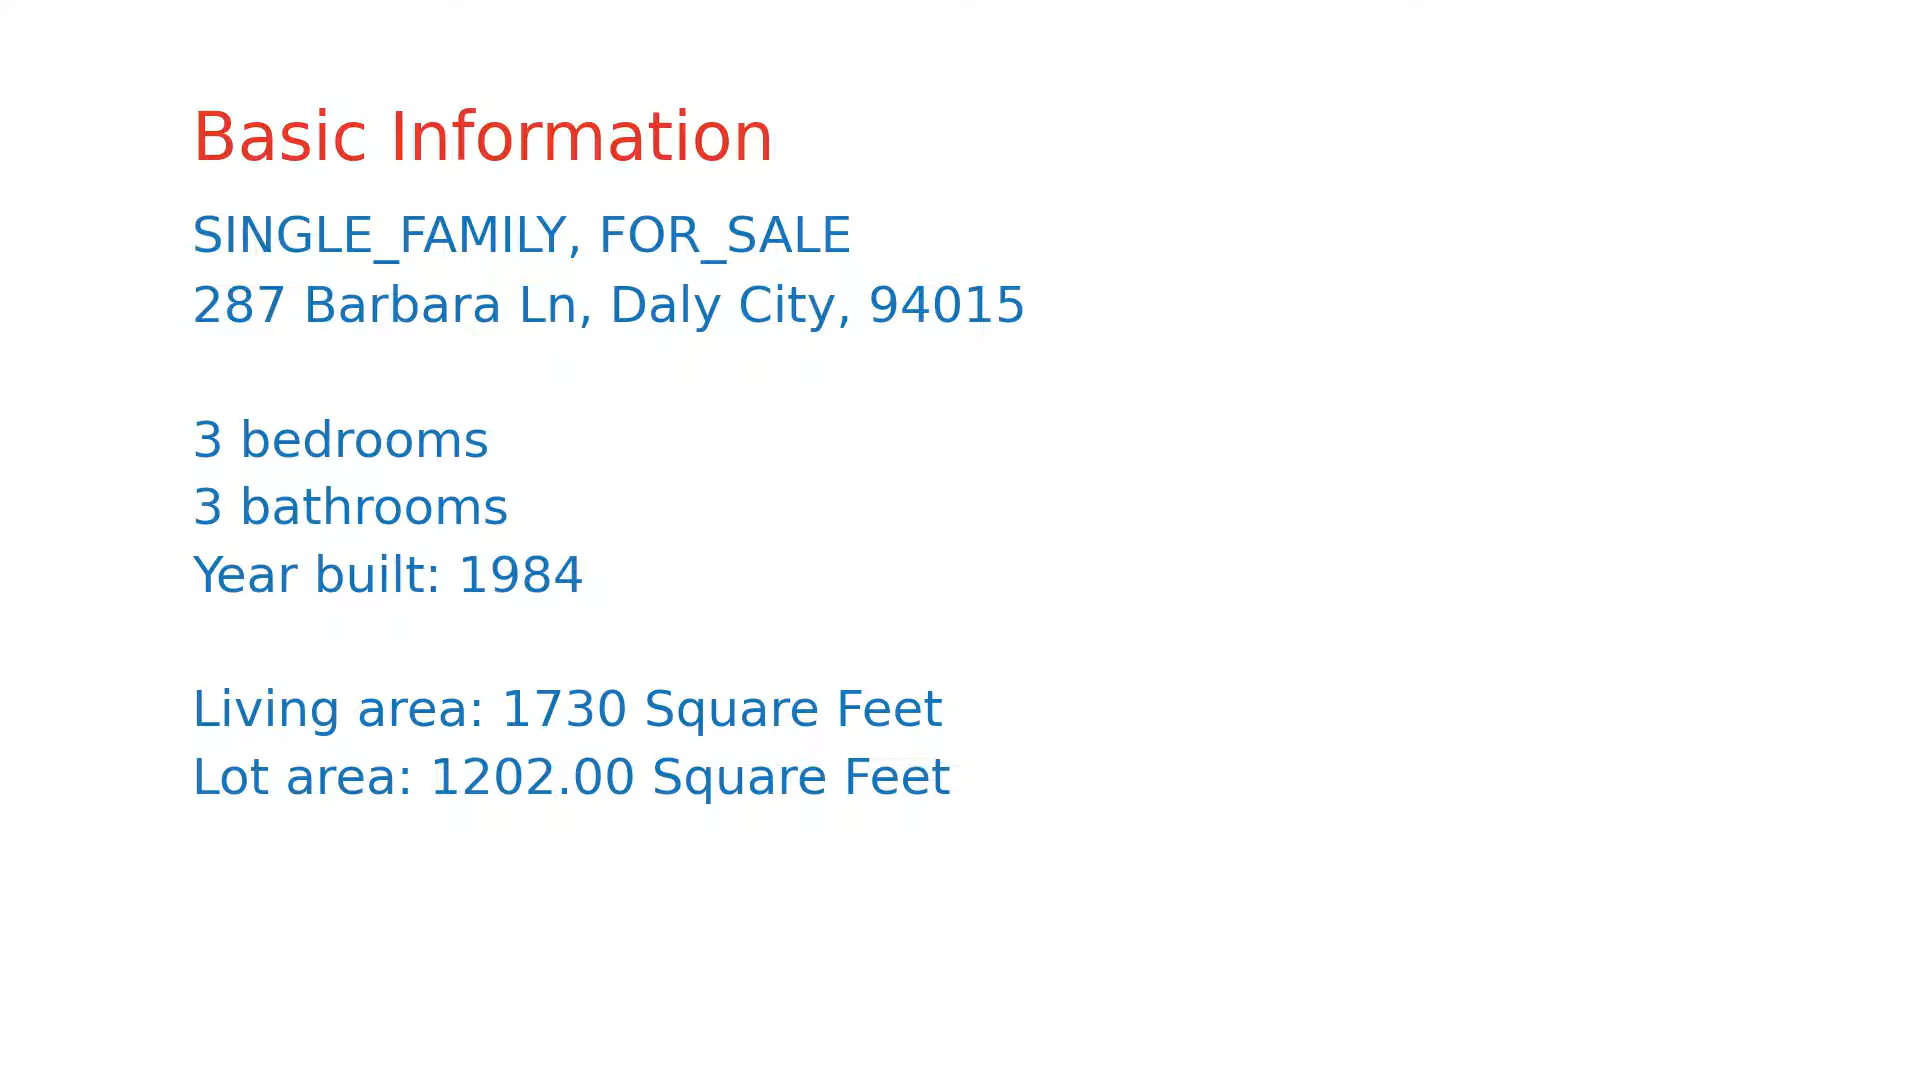 Basic Information
SINGLE_FAMILY, FOR_SALE
287 Barbara Ln, Daly City, 94015
3 bedrooms
3 bathrooms
Year built: 1984
Living area: 1730 Square Feet
Lot area: 1202.00 Square Feet